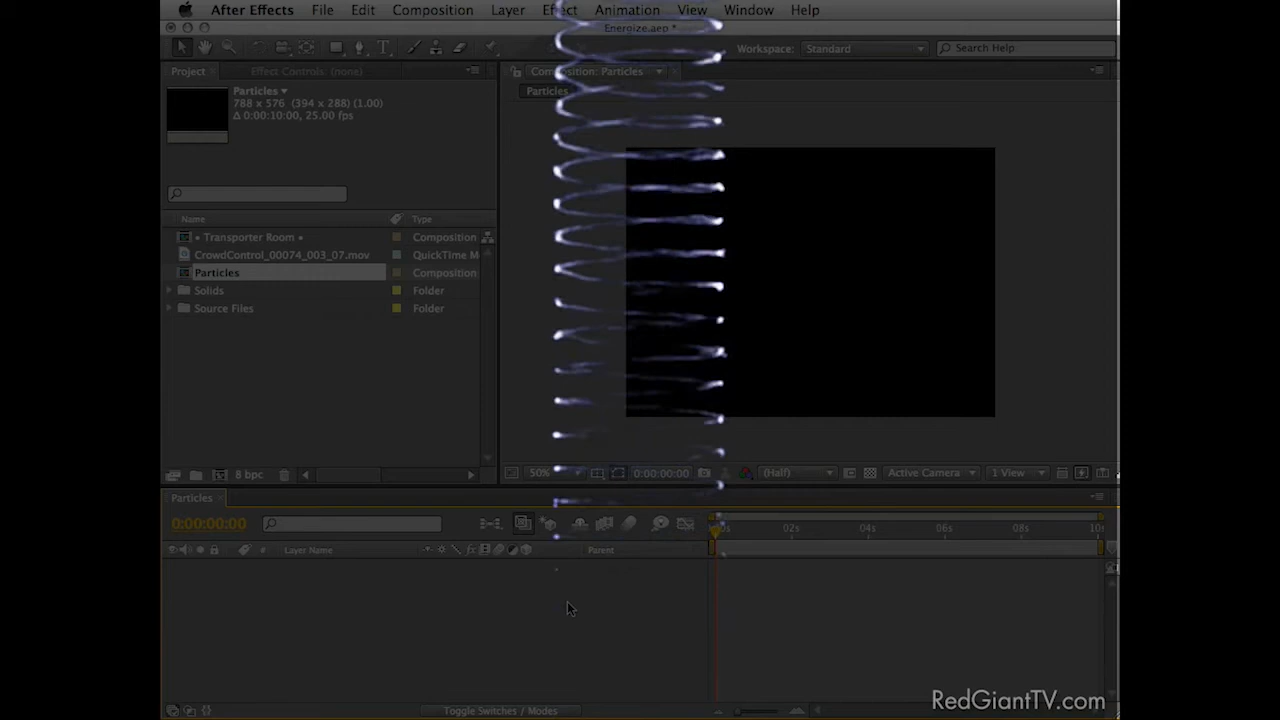 After Effects File Edit Composition Layer Effect Animation View Window Help
Energize.aep *
Workspace: Standard Search Help
Project Effect Controls: (none) Composition: Particles
Particles
788 x 576 (394 x 288) (1.00)
Δ 0:00:10:00, 25.00 fps
Particles
Name Type
• Transporter Room • Composition
CrowdControl_00074_003_07.mov QuickTime M
Particles Composition
Solids Folder
Source Files Folder
8 bpc 50% 0:00:00:00 (Half) Active Camera 1 View
Particles
0:00:00:00 02s 04s 06s 08s 10s
# Layer Name Parent
Toggle Switches / Modes
RedGiantTV.com